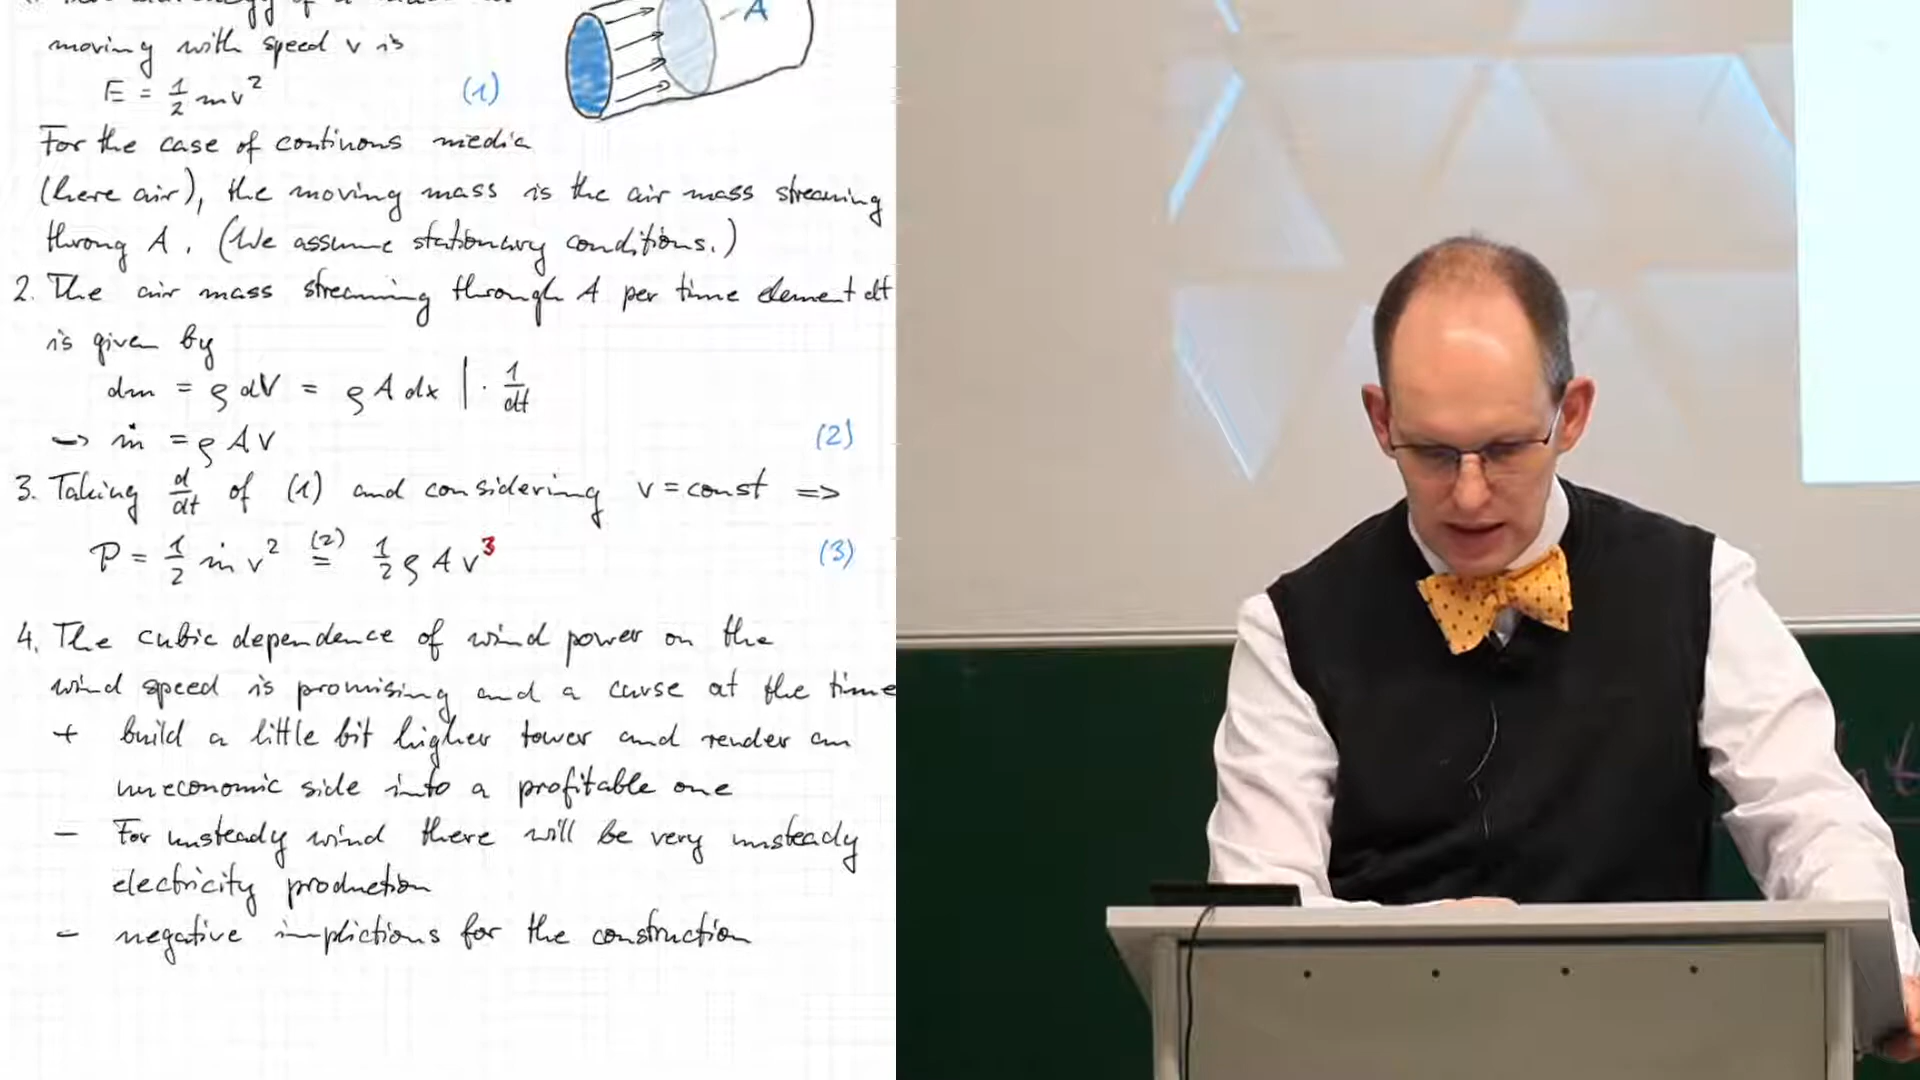 A
moving with speed v is
E = 1/2 mv² (1)
For the case of continous media
(here air), the moving mass is the air mass streaming
throug A. (We assume stationary conditions.)
2. The air mass streaming through A per time element dt
is given by
dm = ρ dV = ρ A dx | · 1/dt
→ ṁ = ρ A v (2)
3. Taking d/dt of (1) and considering v = const =>
P = 1/2 ṁ v² (2)= 1/2 ρ A v³ (3)
4. The cubic dependence of wind power on the
wind speed is promising and a curse at the time
+ build a little bit higher tower and render an
uneconomic side into a profitable one
− For unsteady wind there will be very unsteady
electricity production
− negative implictions for the construction